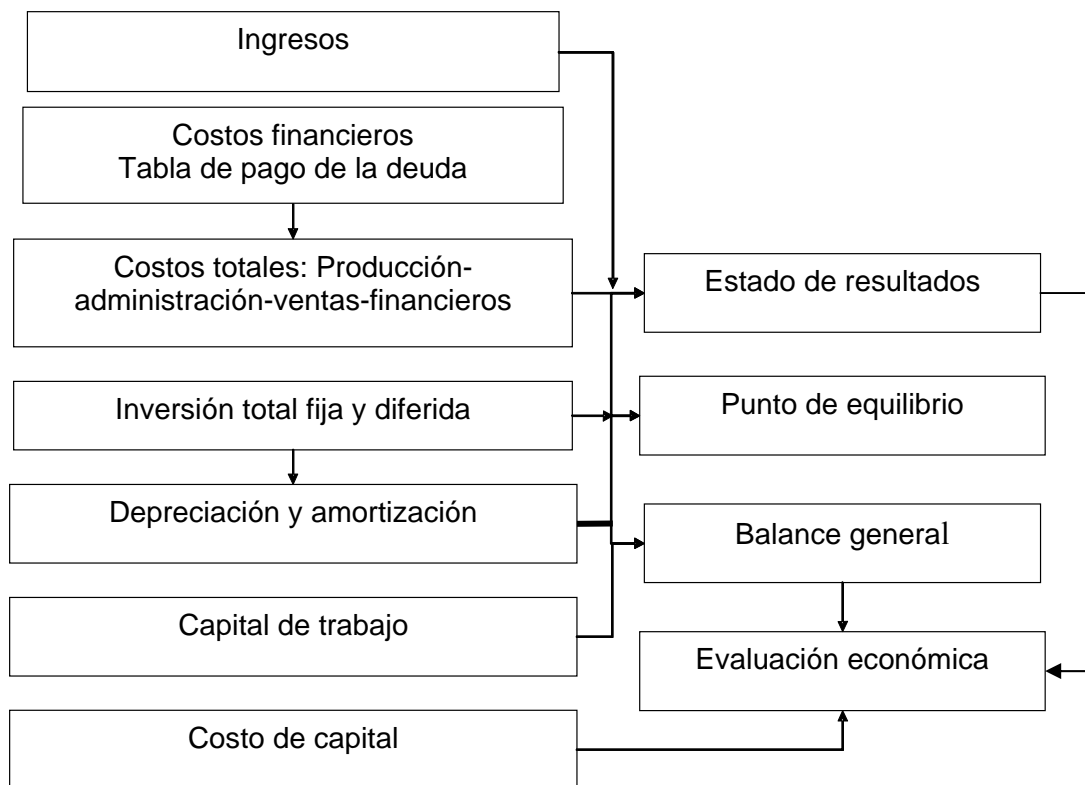 Ingresos
Costos financieros
Tabla de pago de la deuda
Costos totales: Producción-
administración-ventas-financieros
Inversión total fija y diferida
Depreciación y amortización
Capital de trabajo
Costo de capital
Estado de resultados
Punto de equilibrio
Balance general
Evaluación económica